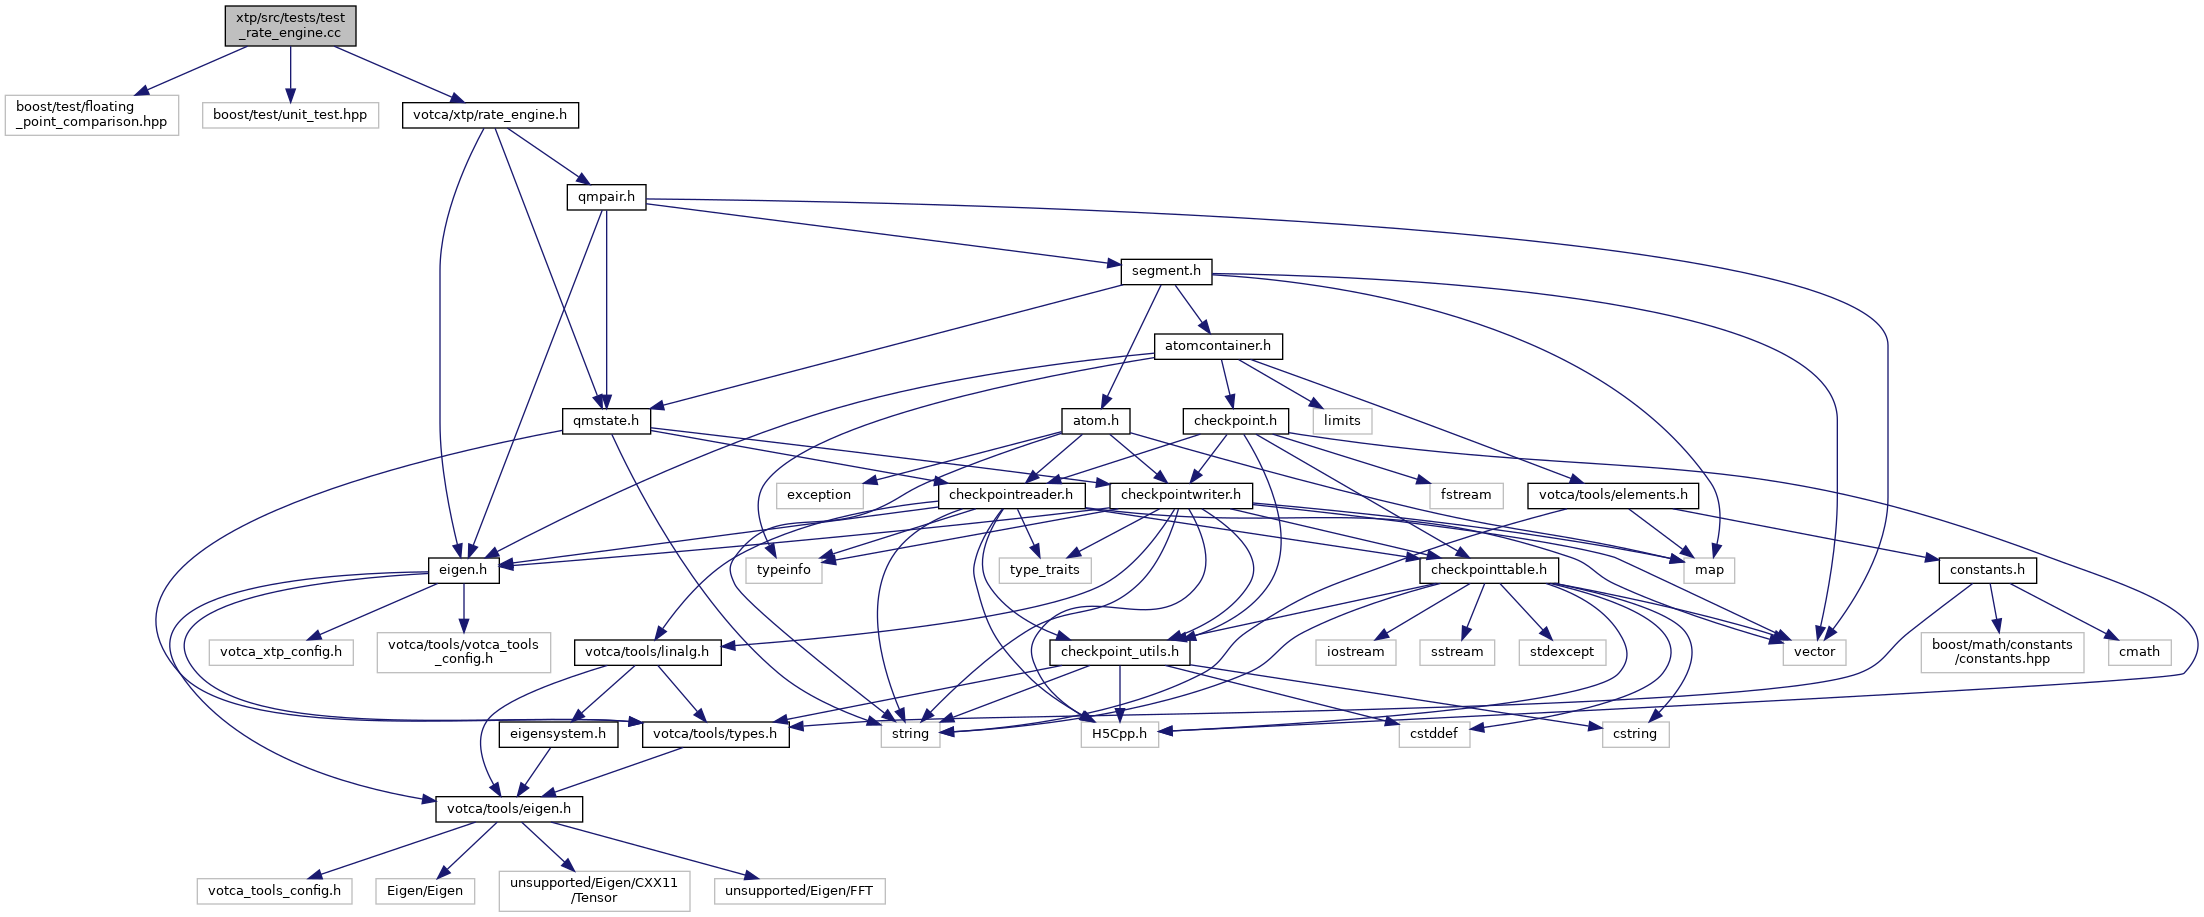 xtp/src/tests/test
_rate_engine.cc
boost/test/floating
_point_comparison.hpp
boost/test/unit_test.hpp
votca/xtp/rate_engine.h
qmpair.h
segment.h
atomcontainer.h
qmstate.h
atom.h
checkpoint.h
limits
exception
checkpointreader.h
checkpointwriter.h
fstream
votca/tools/elements.h
eigen.h
typeinfo
type_traits
checkpointtable.h
map
constants.h
votca_xtp_config.h
votca/tools/votca_tools
_config.h
votca/tools/linalg.h
checkpoint_utils.h
iostream
sstream
stdexcept
vector
boost/math/constants
/constants.hpp
cmath
eigensystem.h
votca/tools/types.h
string
H5Cpp.h
cstddef
cstring
votca/tools/eigen.h
votca_tools_config.h
Eigen/Eigen
unsupported/Eigen/CXX11
/Tensor
unsupported/Eigen/FFT